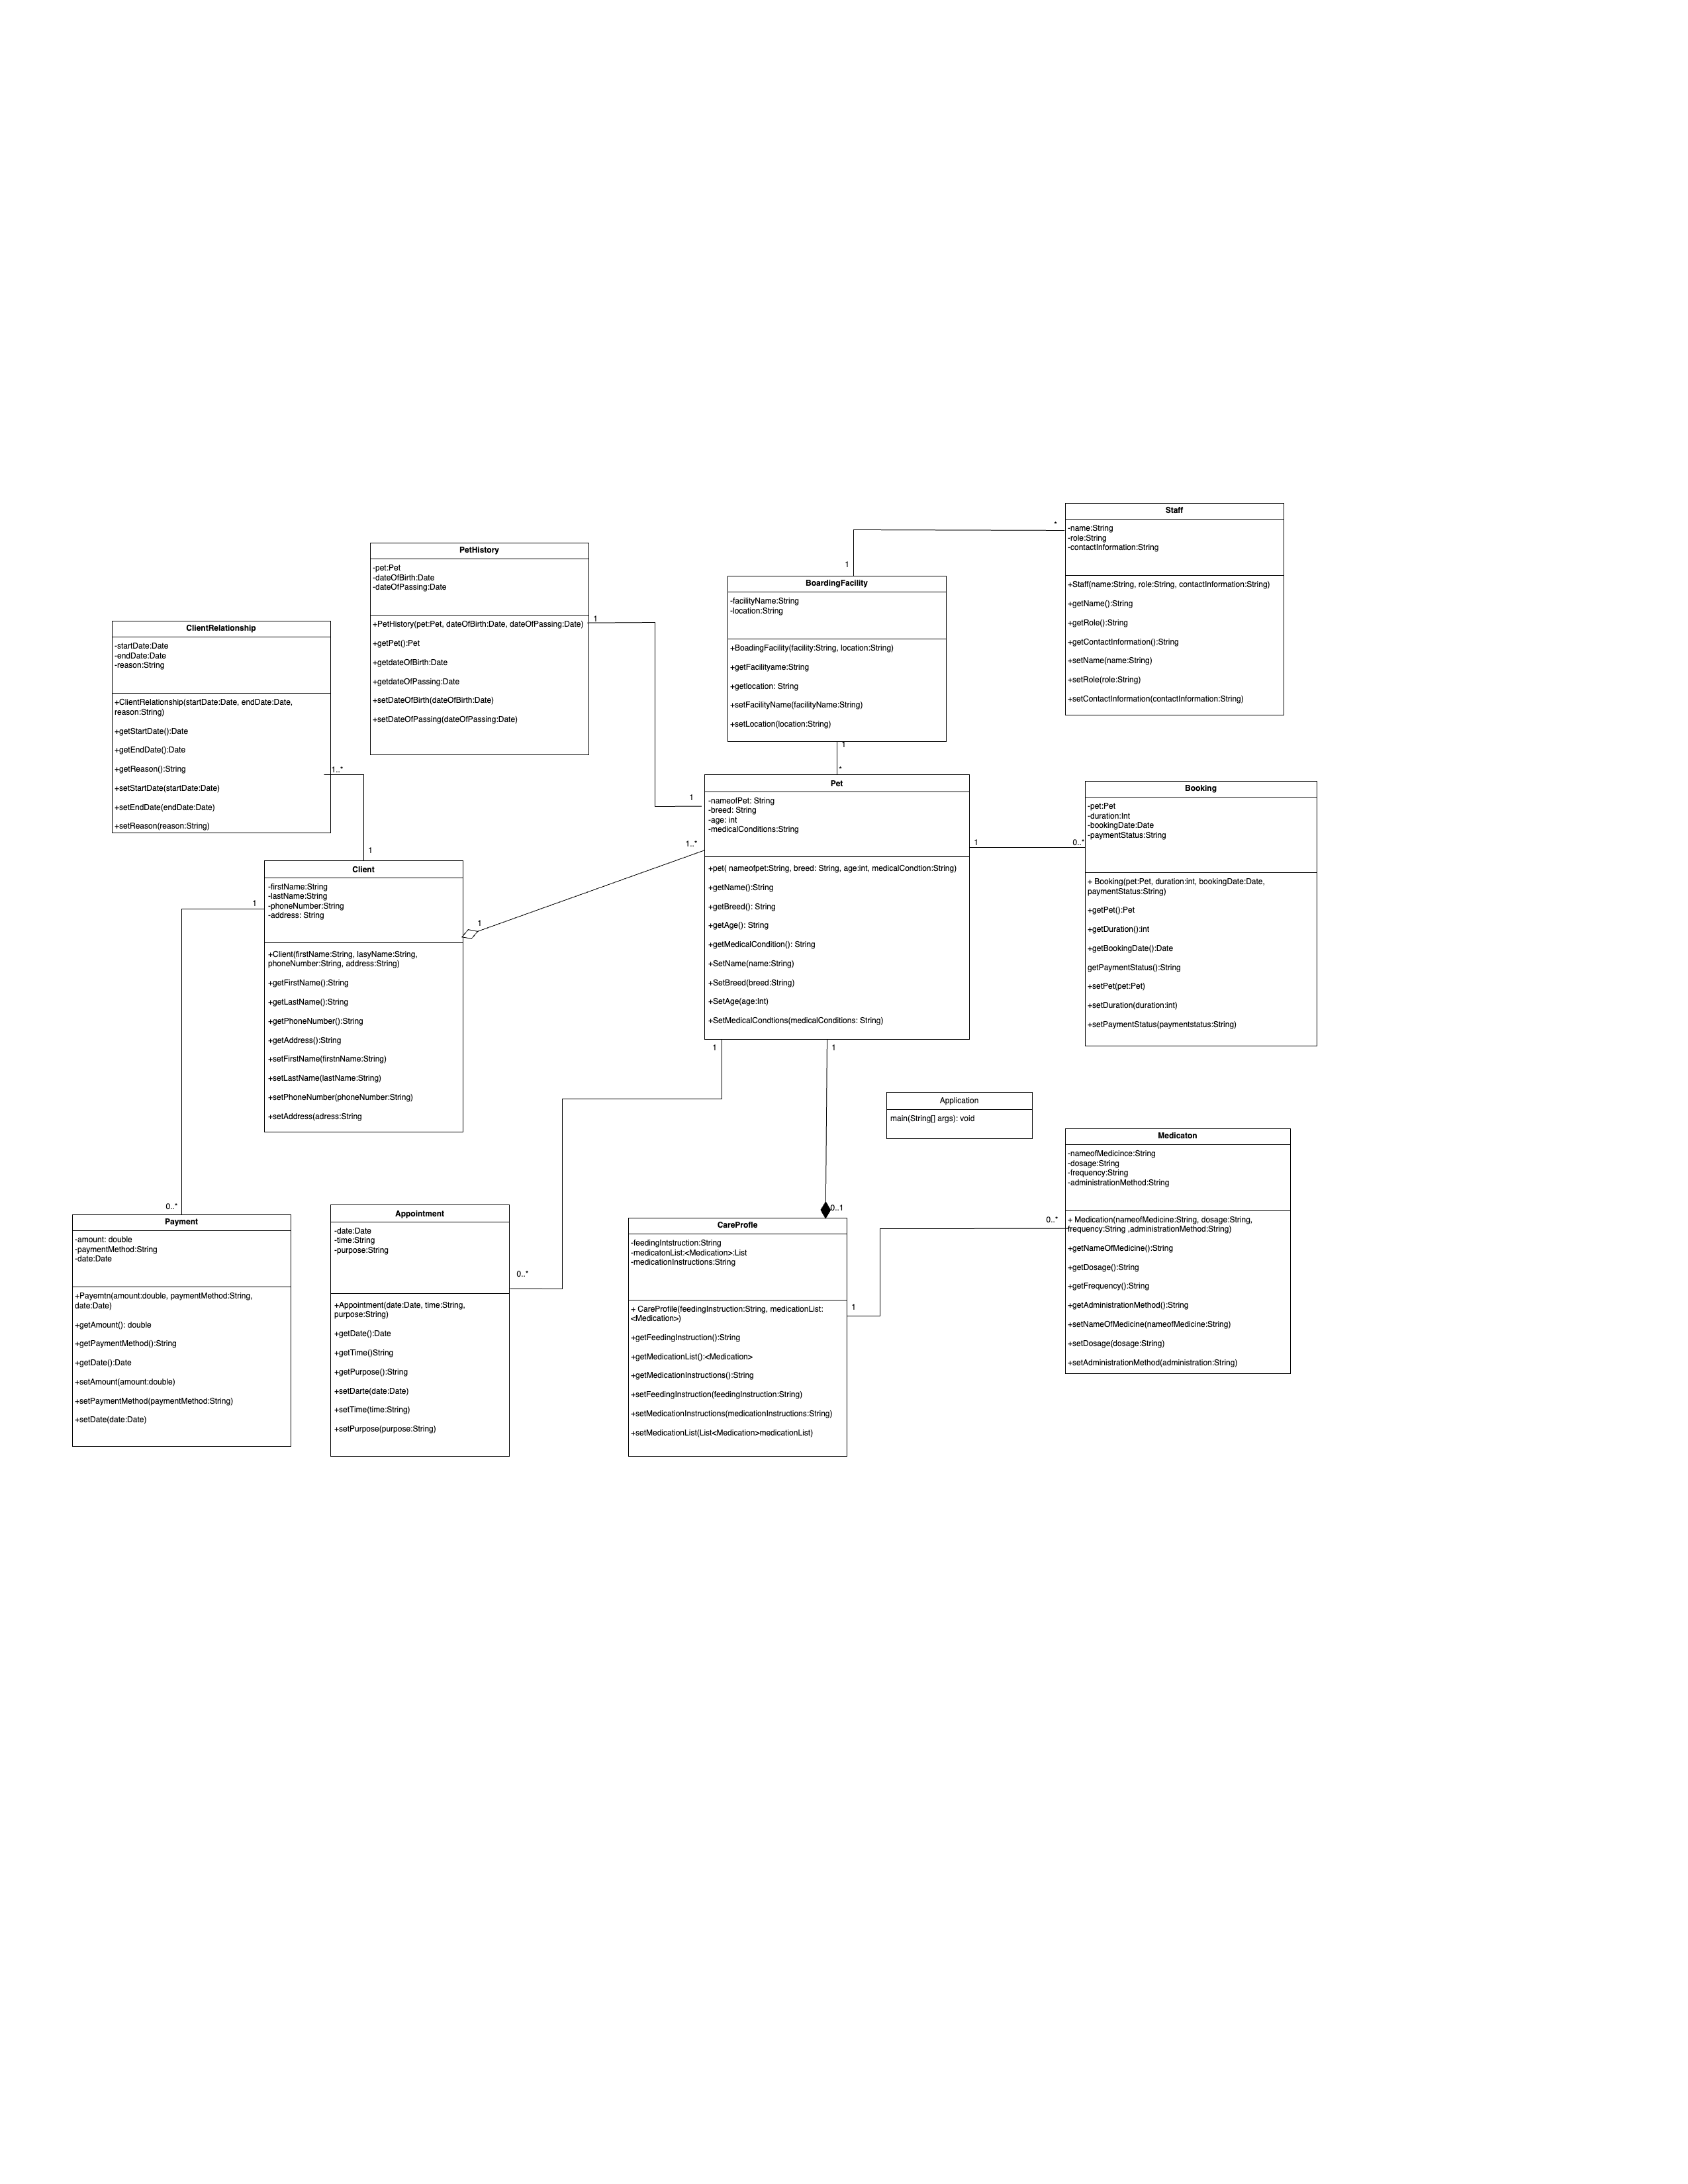 Staff
-name:String
-role:String
-contactInformation:String
+Staff(name:String, role:String, contactInformation:String)
+getName():String
+getRole():String
+getContactInformation():String
+setName(name:String)
+setRole(role:String)
+setContactInformation(contactInformation:String)
*
1
PetHistory
-pet:Pet
-dateOfBirth:Date
-dateOfPassing:Date
+PetHistory(pet:Pet, dateOfBirth:Date, dateOfPassing:Date)
+getPet():Pet
+getdateOfBirth:Date
+getdateOfPassing:Date
+setDateOfBirth(dateOfBirth:Date)
+setDateOfPassing(dateOfPassing:Date)
1
1
BoardingFacility
-facilityName:String
-location:String
+BoadingFacility(facility:String, location:String)
+getFacilityame:String
+getlocation: String
+setFacilityName(facilityName:String)
+setLocation(location:String)
1
*
ClientRelationship
-startDate:Date
-endDate:Date
-reason:String
+ClientRelationship(startDate:Date, endDate:Date,
reason:String)
+getStartDate():Date
+getEndDate():Date
+getReason():String
+setStartDate(startDate:Date)
+setEndDate(endDate:Date)
+setReason(reason:String)
1..*
1
Pet
-nameofPet: String
-breed: String
-age: int
-medicalConditions:String
+pet( nameofpet:String, breed: String, age:int, medicalCondtion:String)
+getName():String
+getBreed(): String
+getAge(): String
+getMedicalCondition(): String
+SetName(name:String)
+SetBreed(breed:String)
+SetAge(age:Int)
+SetMedicalCondtions(medicalConditions: String)
1..*
1
1
0..*
Booking
-pet:Pet
-duration:Int
-bookingDate:Date
-paymentStatus:String
+ Booking(pet:Pet, duration:int, bookingDate:Date,
paymentStatus:String)
+getPet():Pet
+getDuration():int
+getBookingDate():Date
getPaymentStatus():String
+setPet(pet:Pet)
+setDuration(duration:int)
+setPaymentStatus(paymentstatus:String)
Client
-firstName:String
-lastName:String
-phoneNumber:String
-address: String
+Client(firstName:String, lasyName:String,
phoneNumber:String, address:String)
+getFirstName():String
+getLastName():String
+getPhoneNumber():String
+getAddress():String
+setFirstName(firstnName:String)
+setLastName(lastName:String)
+setPhoneNumber(phoneNumber:String)
+setAddress(adress:String
1
0..*
1
0..*
1
0..1
Application
main(String[] args): void
Medicaton
-nameofMedicince:String
-dosage:String
-frequency:String
-administrationMethod:String
+ Medication(nameofMedicine:String, dosage:String,
frequency:String ,administrationMethod:String)
+getNameOfMedicine():String
+getDosage():String
+getFrequency():String
+getAdministrationMethod():String
+setNameOfMedicine(nameofMedicine:String)
+setDosage(dosage:String)
+setAdministrationMethod(administration:String)
0..*
1
Payment
-amount: double
-paymentMethod:String
-date:Date
+Payemtn(amount:double, paymentMethod:String,
date:Date)
+getAmount(): double
+getPaymentMethod():String
+getDate():Date
+setAmount(amount:double)
+setPaymentMethod(paymentMethod:String)
+setDate(date:Date)
Appointment
-date:Date
-time:String
-purpose:String
+Appointment(date:Date, time:String,
purpose:String)
+getDate():Date
+getTime()String
+getPurpose():String
+setDarte(date:Date)
+setTime(time:String)
+setPurpose(purpose:String)
CareProfle
-feedingIntstruction:String
-medicatonList:<Medication>:List
-medicationInstructions:String
+ CareProfile(feedingInstruction:String, medicationList:
<Medication>)
+getFeedingInstruction():String
+getMedicationList():<Medication>
+getMedicationInstructions():String
+setFeedingInstruction(feedingInstruction:String)
+setMedicationInstructions(medicationInstructions:String)
+setMedicationList(List<Medication>medicationList)